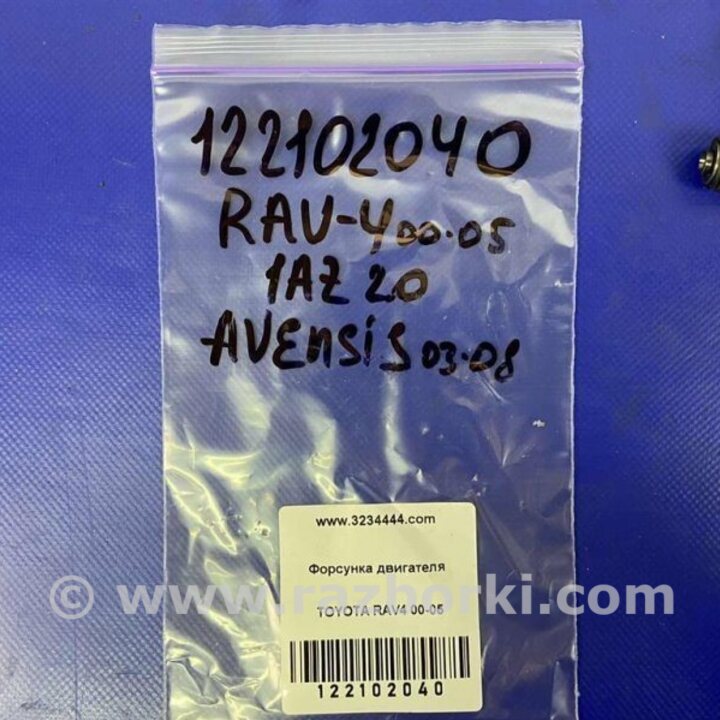 122102040
RAV-4 00-05
1AZ 2.0
AVENSIS 03-08
www.3234444.com
Форсунка двигателя
© www.razborki.com
TOYOTA RAV4 00-05
122102040